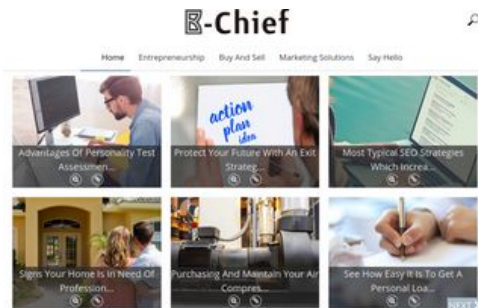 B-Chief
Home Entrepreneurship Buy And Sell Marketing Solutions Say Hello
action
plan
idea
Advantages Of Personality Test
Assessmen...
Protect Your Future With An Exit
Strateg...
Most Typical SEO Strategies
Which Increa...
Signs Your Home Is In Need Of
Profession...
Purchasing And Maintain Your Air
Compres...
See How Easy It Is To Get A
Personal Loa...
NEXT